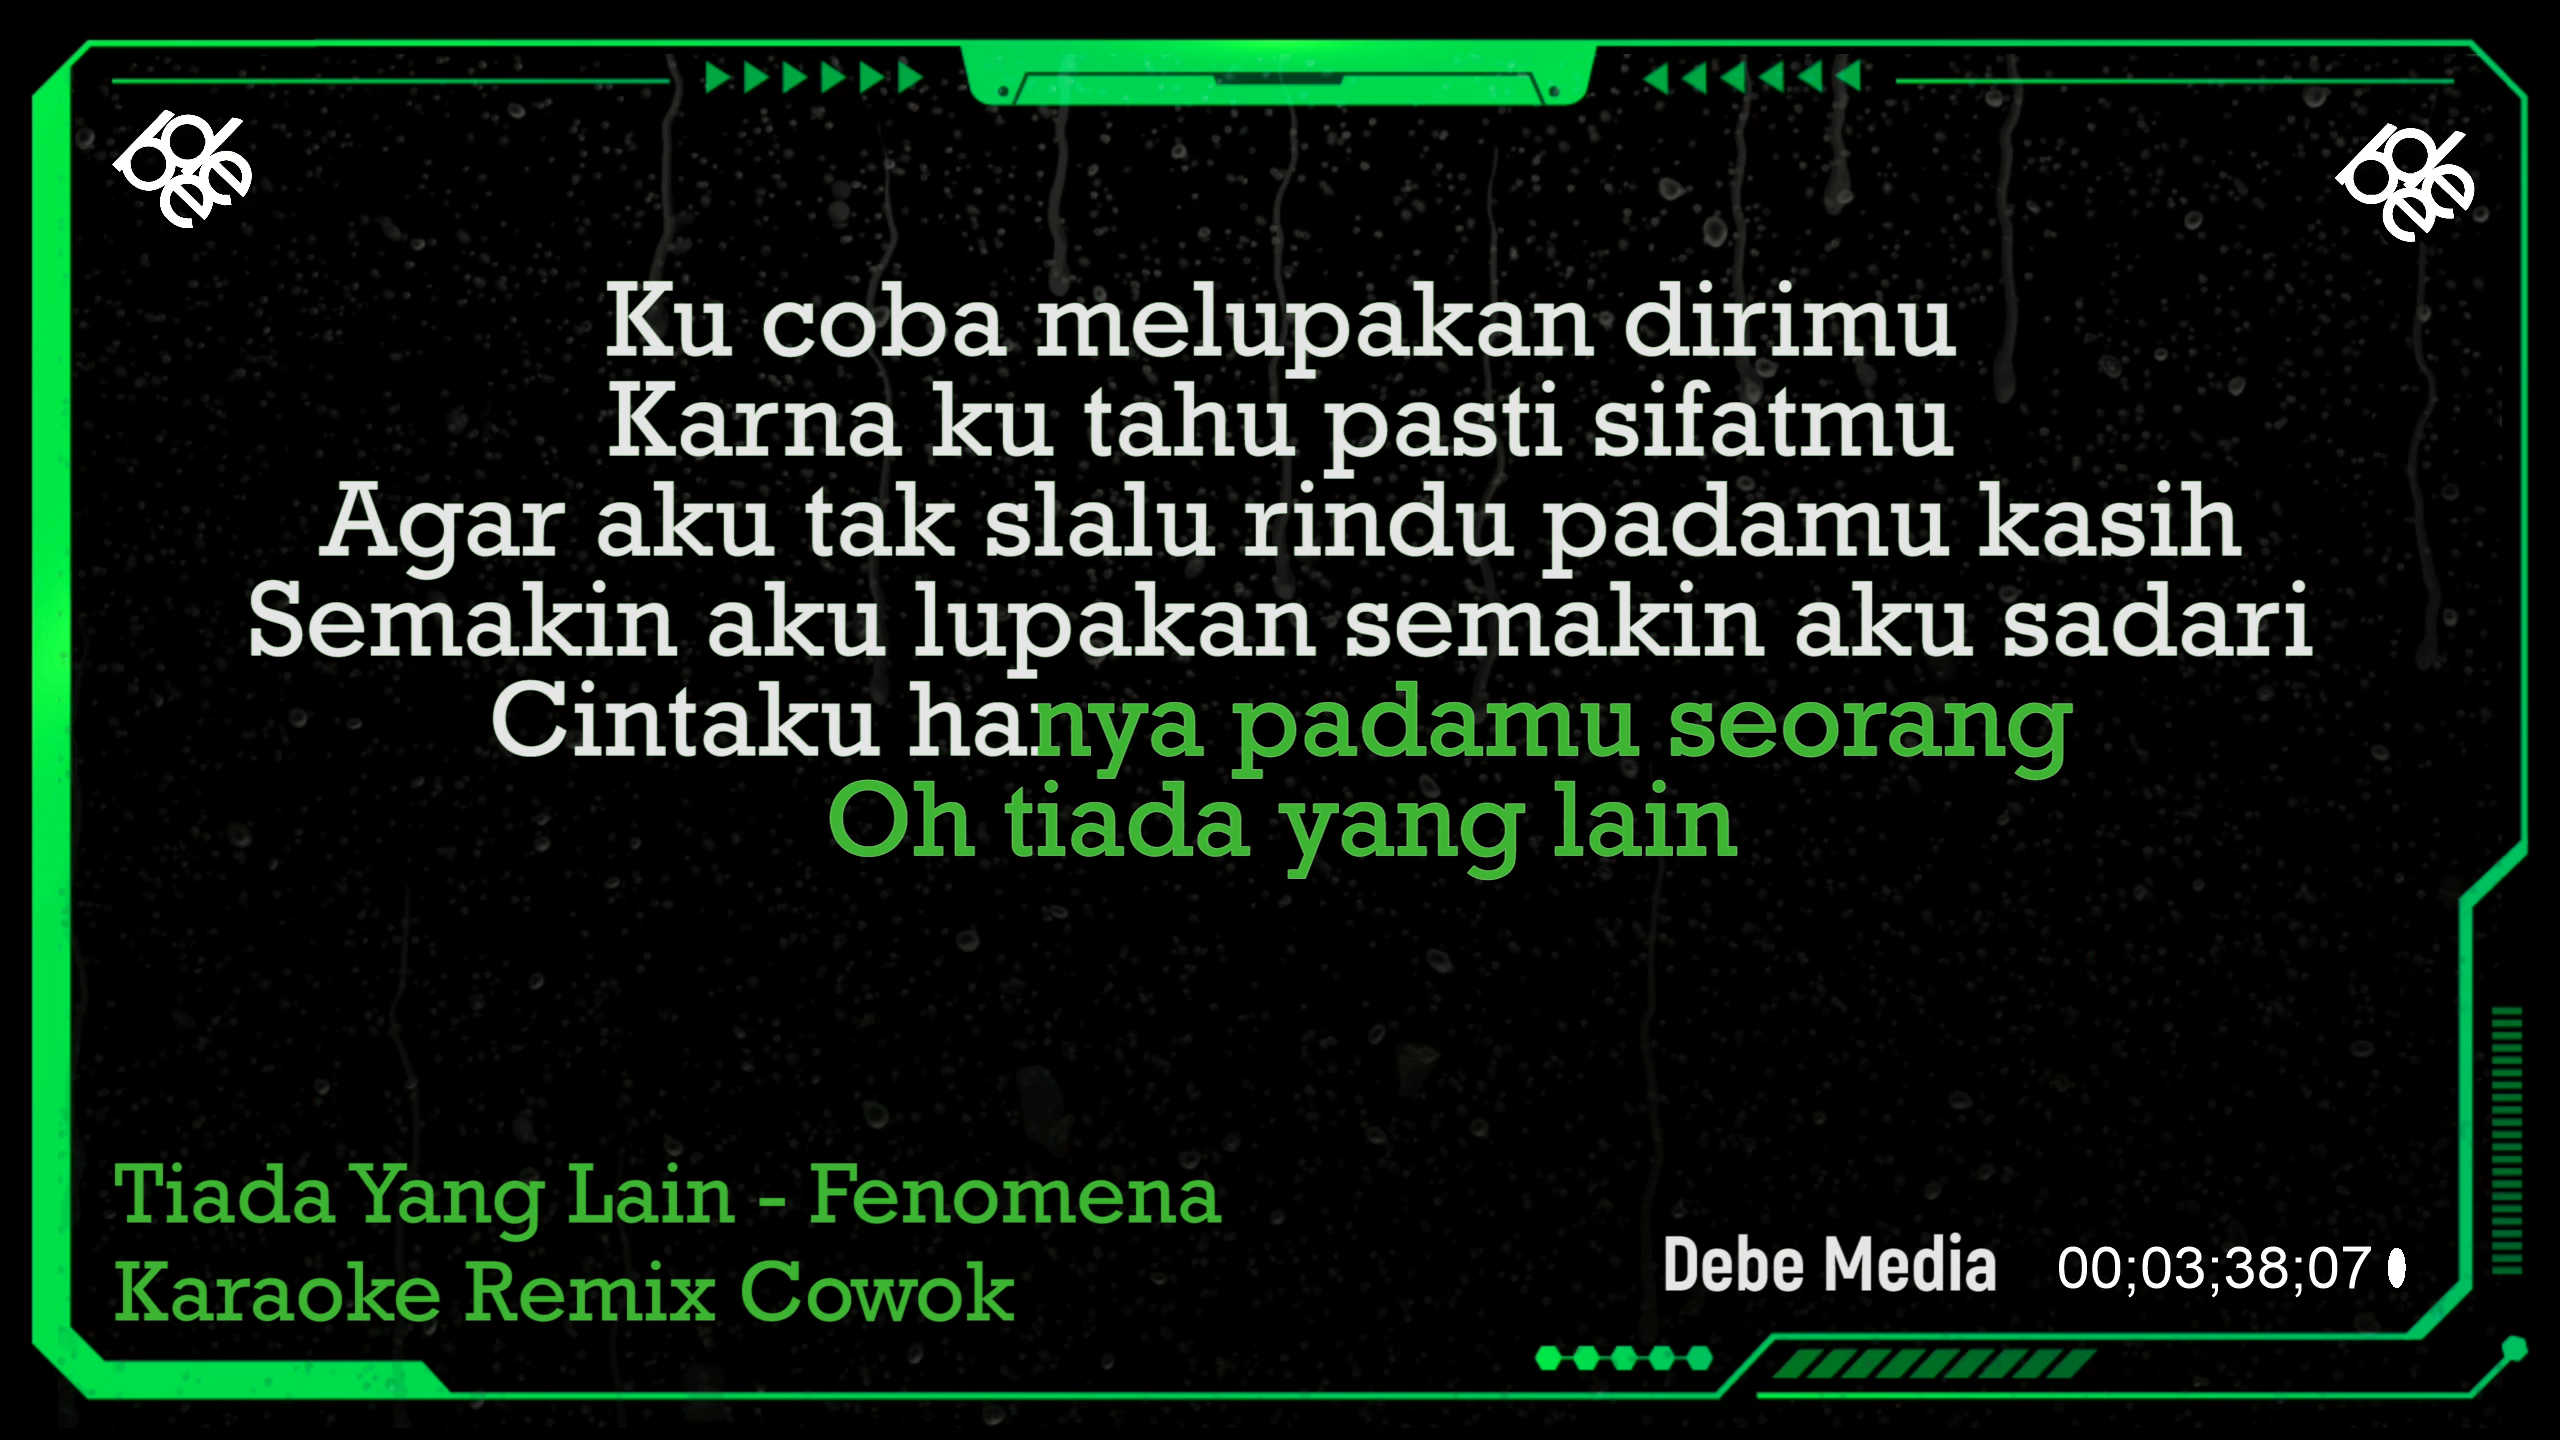 Ku coba melupakan dirimu
Karna ku tahu pasti sifatmu
Agar aku tak slalu rindu padamu kasih
Semakin aku lupakan semakin aku sadari
Cintaku hanya padamu seorang
Oh tiada yang lain
Tiada Yang Lain - Fenomena
Karaoke Remix Cowok
Debe Media 00;03;38;07